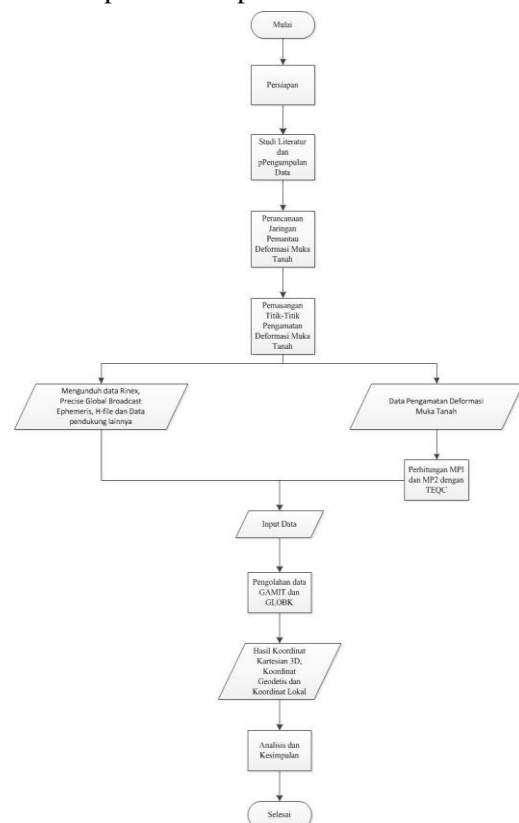 Mulai
Persiapan
Studi Literatur
dan
pPengumpulan
Data
Perancanaan
Jaringan
Pemantau
Deformasi Muka
Tanah
Pemasangan
Titik-Titik
Pengamatan
Deformasi Muka
Tanah
Mengunduh data Rinex,
Precise Global Broadcast
Ephemeris, H-file dan Data
pendukung lainnya
Data Pengamatan Deformasi
Muka Tanah
Perhitungan MPI
dan MP2 dengan
TEQC
Input Data
Pengolahan data
GAMIT dan
GLOBK
Hasil Koordinat
Kartesian 3D,
Koordinat
Geodetis dan
Koordinat Lokal
Analisis dan
Kesimpulan
Selesai